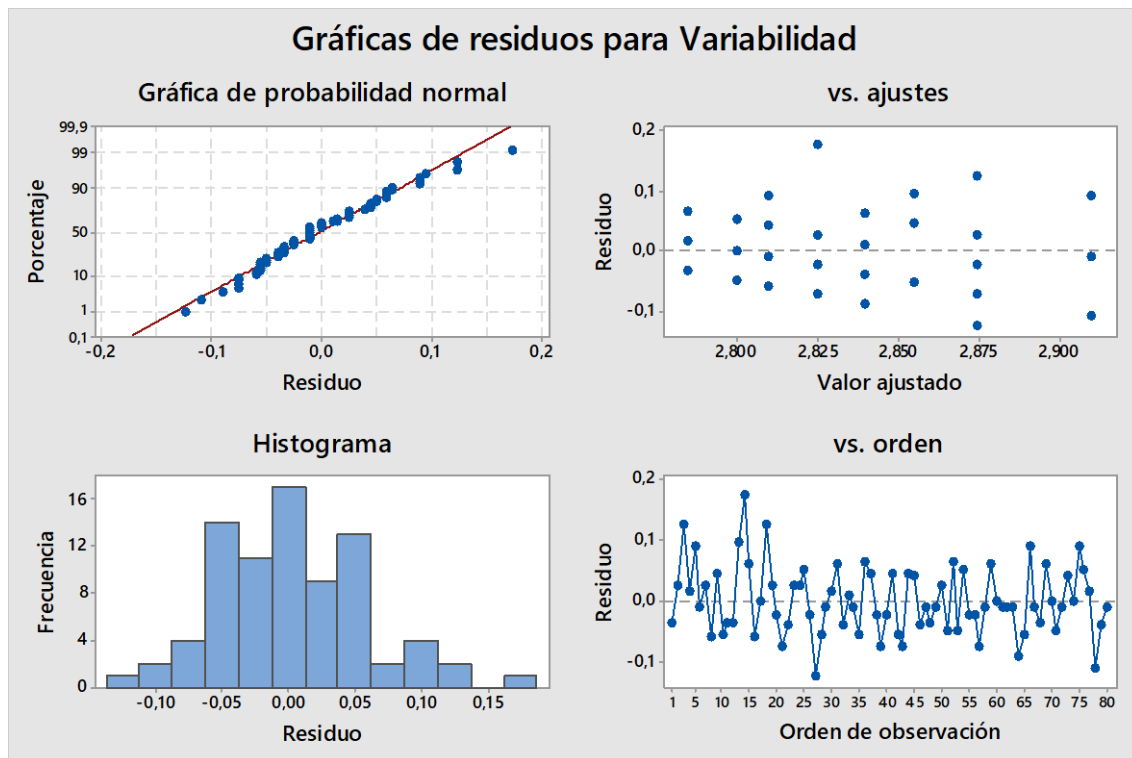 Gráficas de residuos para Variabilidad
Gráfica de probabilidad normal
99,9
99
90
50
10
1
0,1
Porcentaje
-0,2 -0,1 0,0 0,1 0,2
Residuo
vs. ajustes
0,2
0,1
0,0
-0,1
Residuo
2,800 2,825 2,840 2,855 2,875 2,900
Valor ajustado
Histograma
16
12
8
4
0
Frecuencia
-0,10 -0,05 0,00 0,05 0,10 0,15
Residuo
vs. orden
0,2
0,1
0,0
-0,1
Residuo
1 5 10 15 20 25 30 35 40 45 50 55 60 65 70 75 80
Orden de observación